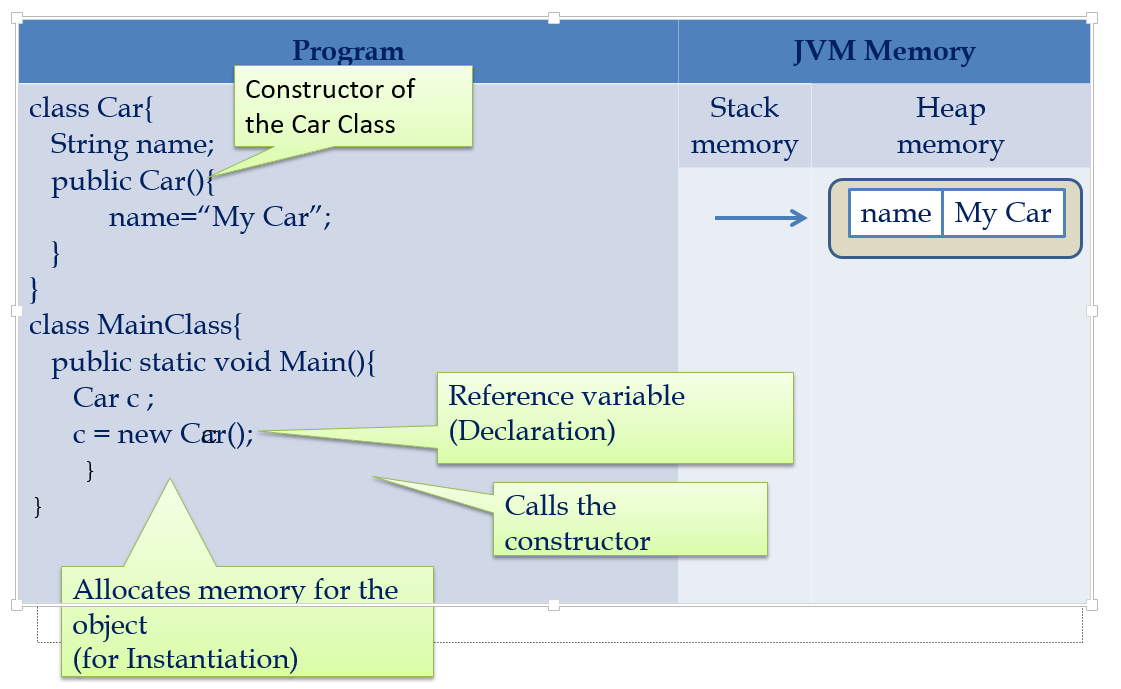 Program
JVM Memory
Constructor of
the Car Class
class Car{
String name;
public Car(){
name=“My Car”;
}
}
class MainClass{
public static void Main(){
Car c ;
c = new Car();
}
}
Stack
memory
Heap
memory
name My Car
Reference variable
(Declaration)
Calls the
constructor
Allocates memory for the
object
(for Instantiation)